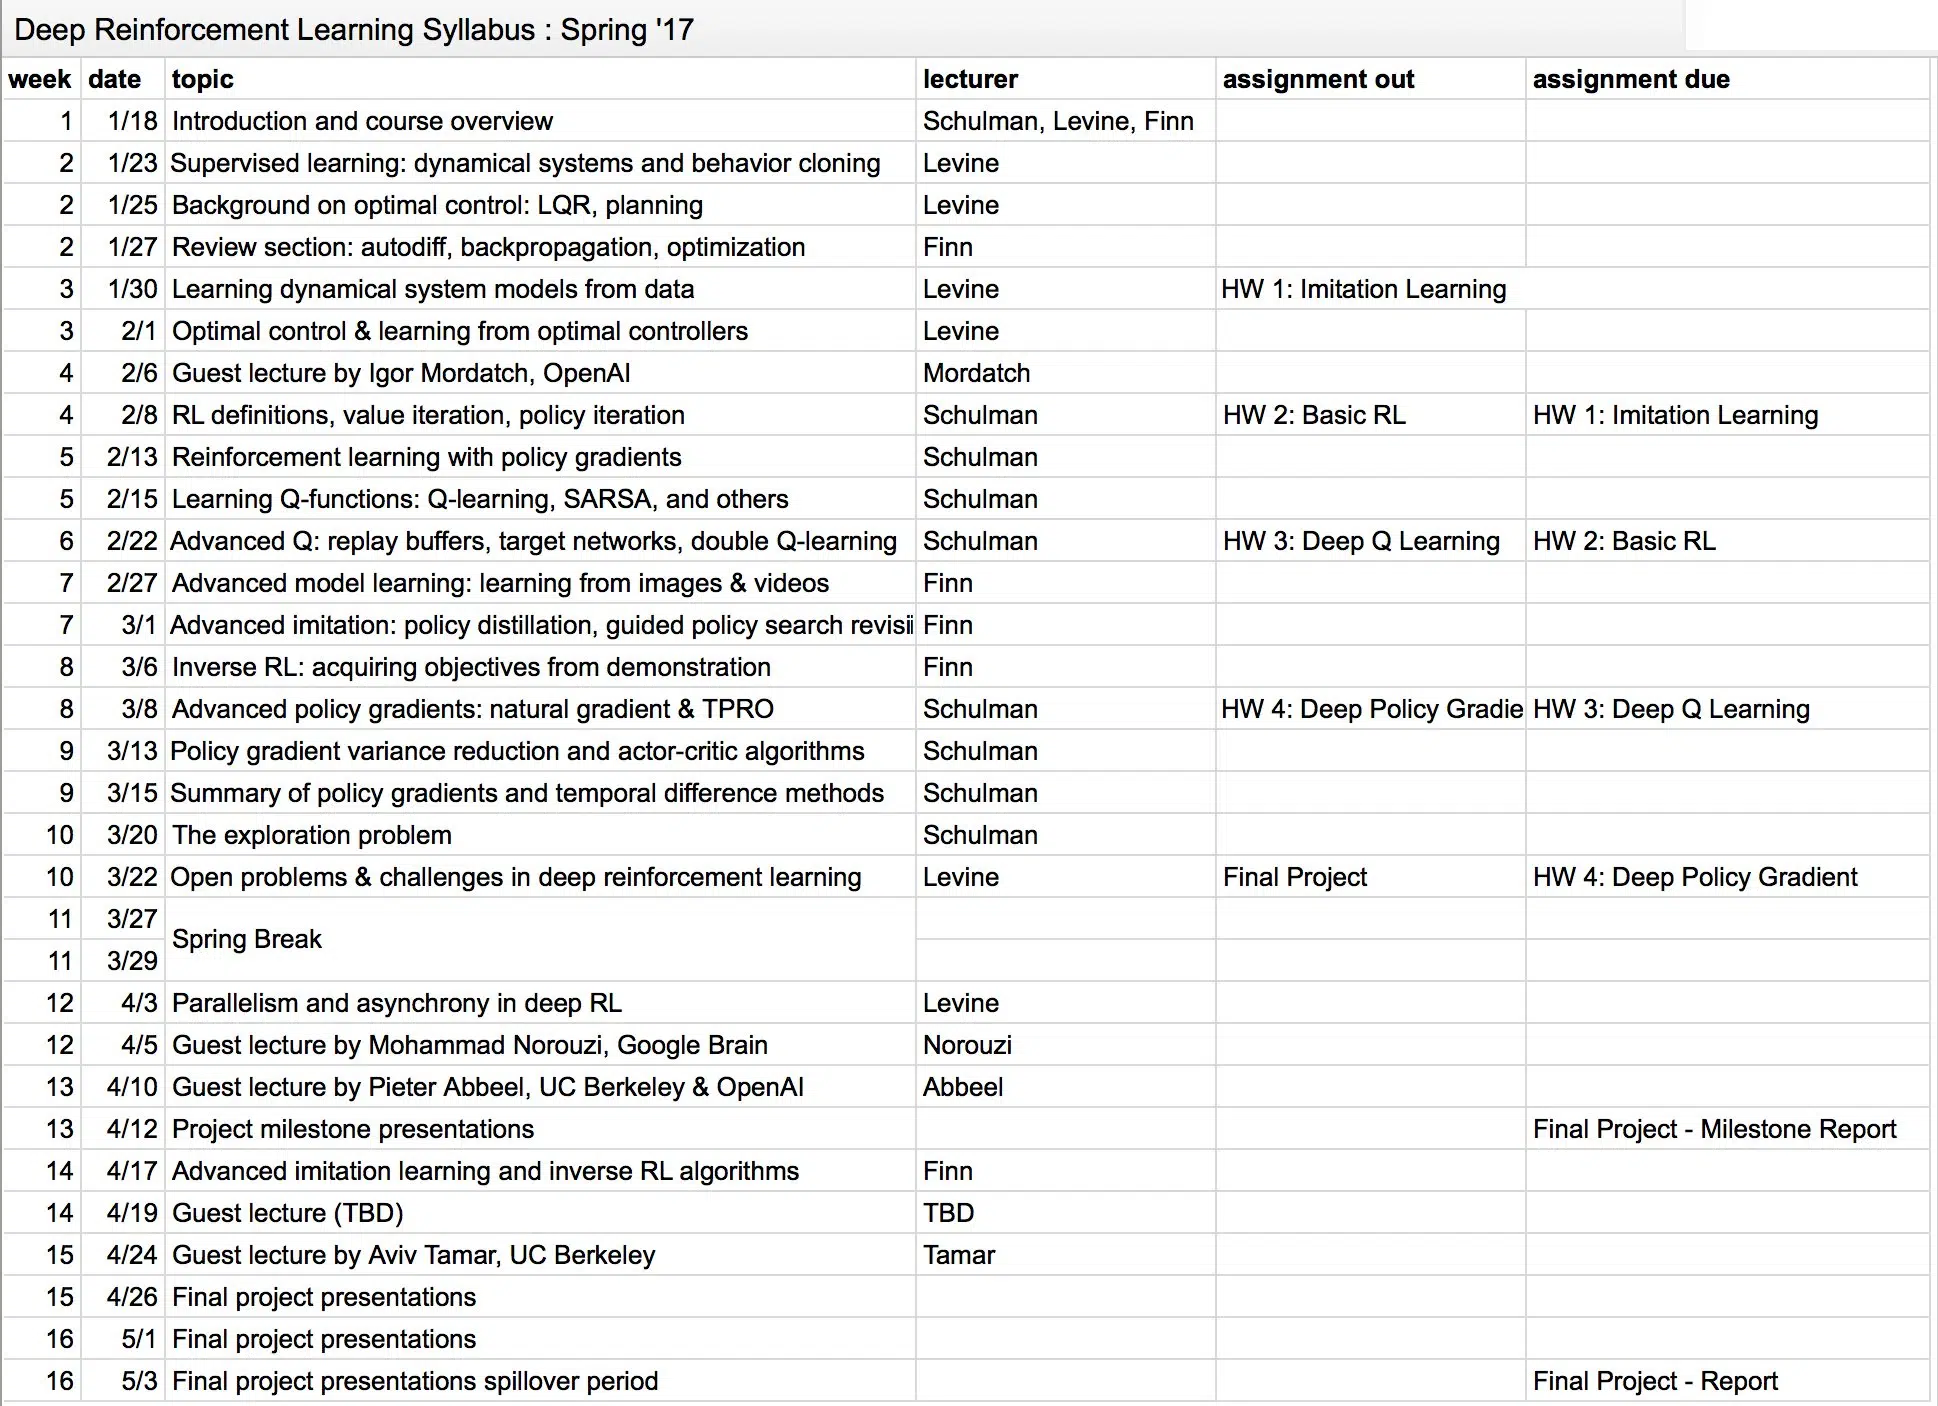 Deep Reinforcement Learning Syllabus : Spring '17
week date topic lecturer assignment out assignment due
1 1/18 Introduction and course overview Schulman, Levine, Finn
2 1/23 Supervised learning: dynamical systems and behavior cloning Levine
2 1/25 Background on optimal control: LQR, planning Levine
2 1/27 Review section: autodiff, backpropagation, optimization Finn
3 1/30 Learning dynamical system models from data Levine HW 1: Imitation Learning
3 2/1 Optimal control & learning from optimal controllers Levine
4 2/6 Guest lecture by Igor Mordatch, OpenAI Mordatch
4 2/8 RL definitions, value iteration, policy iteration Schulman HW 2: Basic RL HW 1: Imitation Learning
5 2/13 Reinforcement learning with policy gradients Schulman
5 2/15 Learning Q-functions: Q-learning, SARSA, and others Schulman
6 2/22 Advanced Q: replay buffers, target networks, double Q-learning Schulman HW 3: Deep Q Learning HW 2: Basic RL
7 2/27 Advanced model learning: learning from images & videos Finn
7 3/1 Advanced imitation: policy distillation, guided policy search Finn
8 3/6 Inverse RL: acquiring objectives from demonstration Finn
8 3/8 Advanced policy gradients: natural gradient & TPRO Schulman HW 4: Deep Policy Gradie HW 3: Deep Q Learning
9 3/13 Policy gradient variance reduction and actor-critic algorithms Schulman
9 3/15 Summary of policy gradients and temporal difference methods Schulman
10 3/20 The exploration problem Schulman
10 3/22 Open problems & challenges in deep reinforcement learning Levine Final Project HW 4: Deep Policy Gradient
11 3/27
Spring Break
11 3/29
12 4/3 Parallelism and asynchrony in deep RL Levine
12 4/5 Guest lecture by Mohammad Norouzi, Google Brain Norouzi
13 4/10 Guest lecture by Pieter Abbeel, UC Berkeley & OpenAI Abbeel
13 4/12 Project milestone presentations Final Project - Milestone Report
14 4/17 Advanced imitation learning and inverse RL algorithms Finn
14 4/19 Guest lecture (TBD) TBD
15 4/24 Guest lecture by Aviv Tamar, UC Berkeley Tamar
15 4/26 Final project presentations
16 5/1 Final project presentations
16 5/3 Final project presentations spillover period Final Project - Report